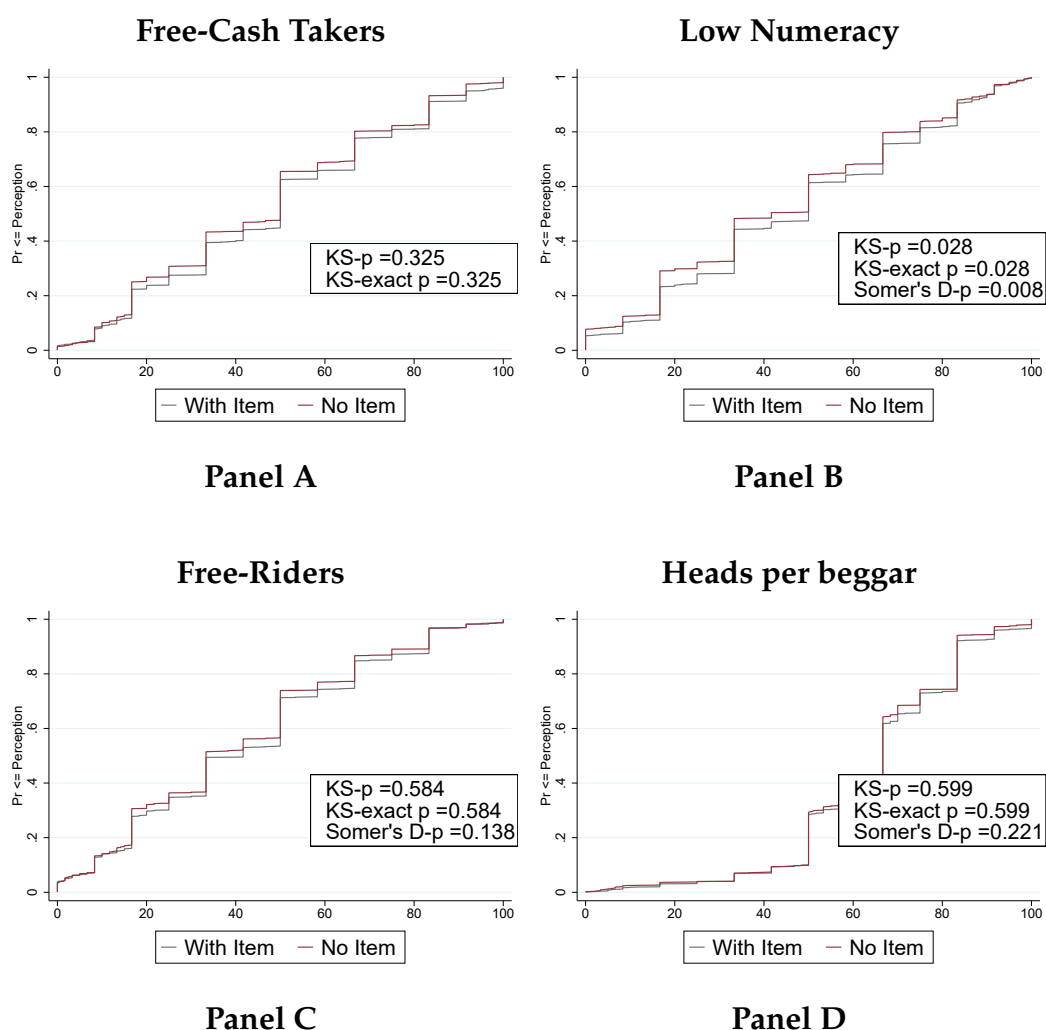 Free-Cash Takers
Pr <= Perception
0 .2 .4 .6 .8 1
KS-p =0.325
KS-exact p =0.325
0 20 40 60 80 100
With Item No Item
Panel A
Low Numeracy
Pr <= Perception
0 .2 .4 .6 .8 1
KS-p =0.028
KS-exact p =0.028
Somer's D-p =0.008
0 20 40 60 80 100
With Item No Item
Panel B
Free-Riders
Pr <= Perception
0 .2 .4 .6 .8 1
KS-p =0.584
KS-exact p =0.584
Somer's D-p =0.138
0 20 40 60 80 100
With Item No Item
Panel C
Heads per beggar
Pr <= Perception
0 .2 .4 .6 .8 1
KS-p =0.599
KS-exact p =0.599
Somer's D-p =0.221
0 20 40 60 80 100
With Item No Item
Panel D